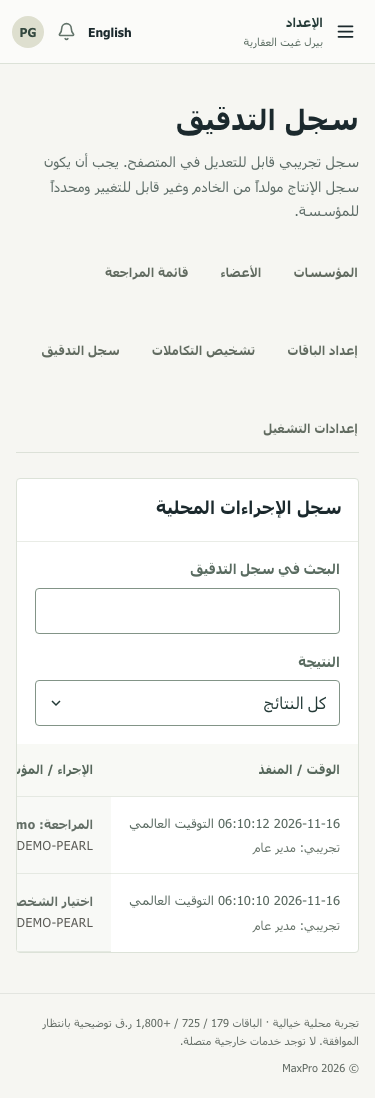 الإعداد
بيرل غيت العقارية
English
PG
سجل التدقيق
سجل تجريبي قابل للتعديل في المتصفح. يجب أن يكون
سجل الإنتاج مولداً من الخادم وغير قابل للتغيير ومحدداً
للمؤسسة.
المؤسسات
الأعضاء
قائمة المراجعة
إعداد الباقات
تشخيص التكاملات
سجل التدقيق
إعدادات التشغيل
سجل الإجراءات المحلية
البحث في سجل التدقيق
النتيجة
كل النتائج
الوقت / المنفذ
الإجراء /
2026-11-16 06:10:12 التوقيت العالمي
تجريبي: مدير عام
المراجعة:
DEMO-PEARL
2026-11-16 06:10:10 التوقيت العالمي
تجريبي: مدير عام
اختيار
DEMO-PEARL
تجربة محلية خيالية · الباقات 179 / 725 / +1,800 ر.ق توضيحية بانتظار
الموافقة. لا توجد خدمات خارجية متصلة.
© 2026 MaxPro